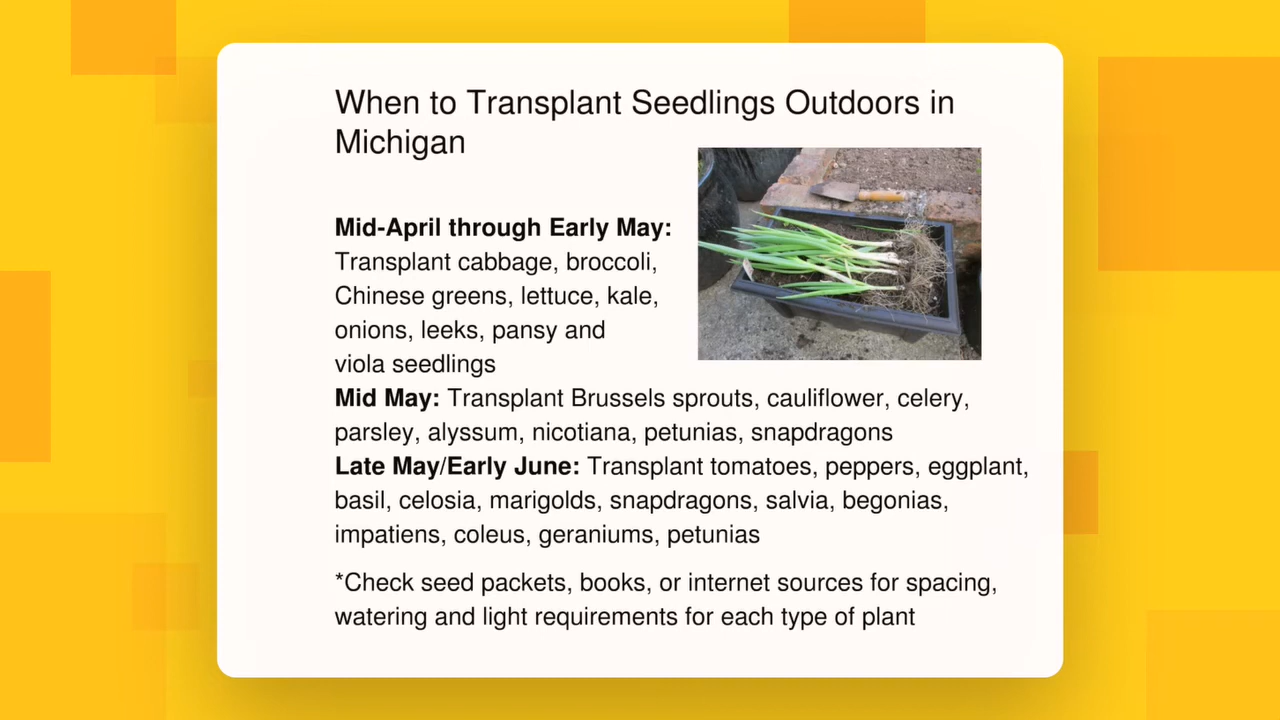 When to Transplant Seedlings Outdoors in
Michigan
Mid-April through Early May:
Transplant cabbage, broccoli,
Chinese greens, lettuce, kale,
onions, leeks, pansy and
viola seedlings
Mid May: Transplant Brussels sprouts, cauliflower, celery,
parsley, alyssum, nicotiana, petunias, snapdragons
Late May/Early June: Transplant tomatoes, peppers, eggplant,
basil, celosia, marigolds, snapdragons, salvia, begonias,
impatiens, coleus, geraniums, petunias
*Check seed packets, books, or internet sources for spacing,
watering and light requirements for each type of plant